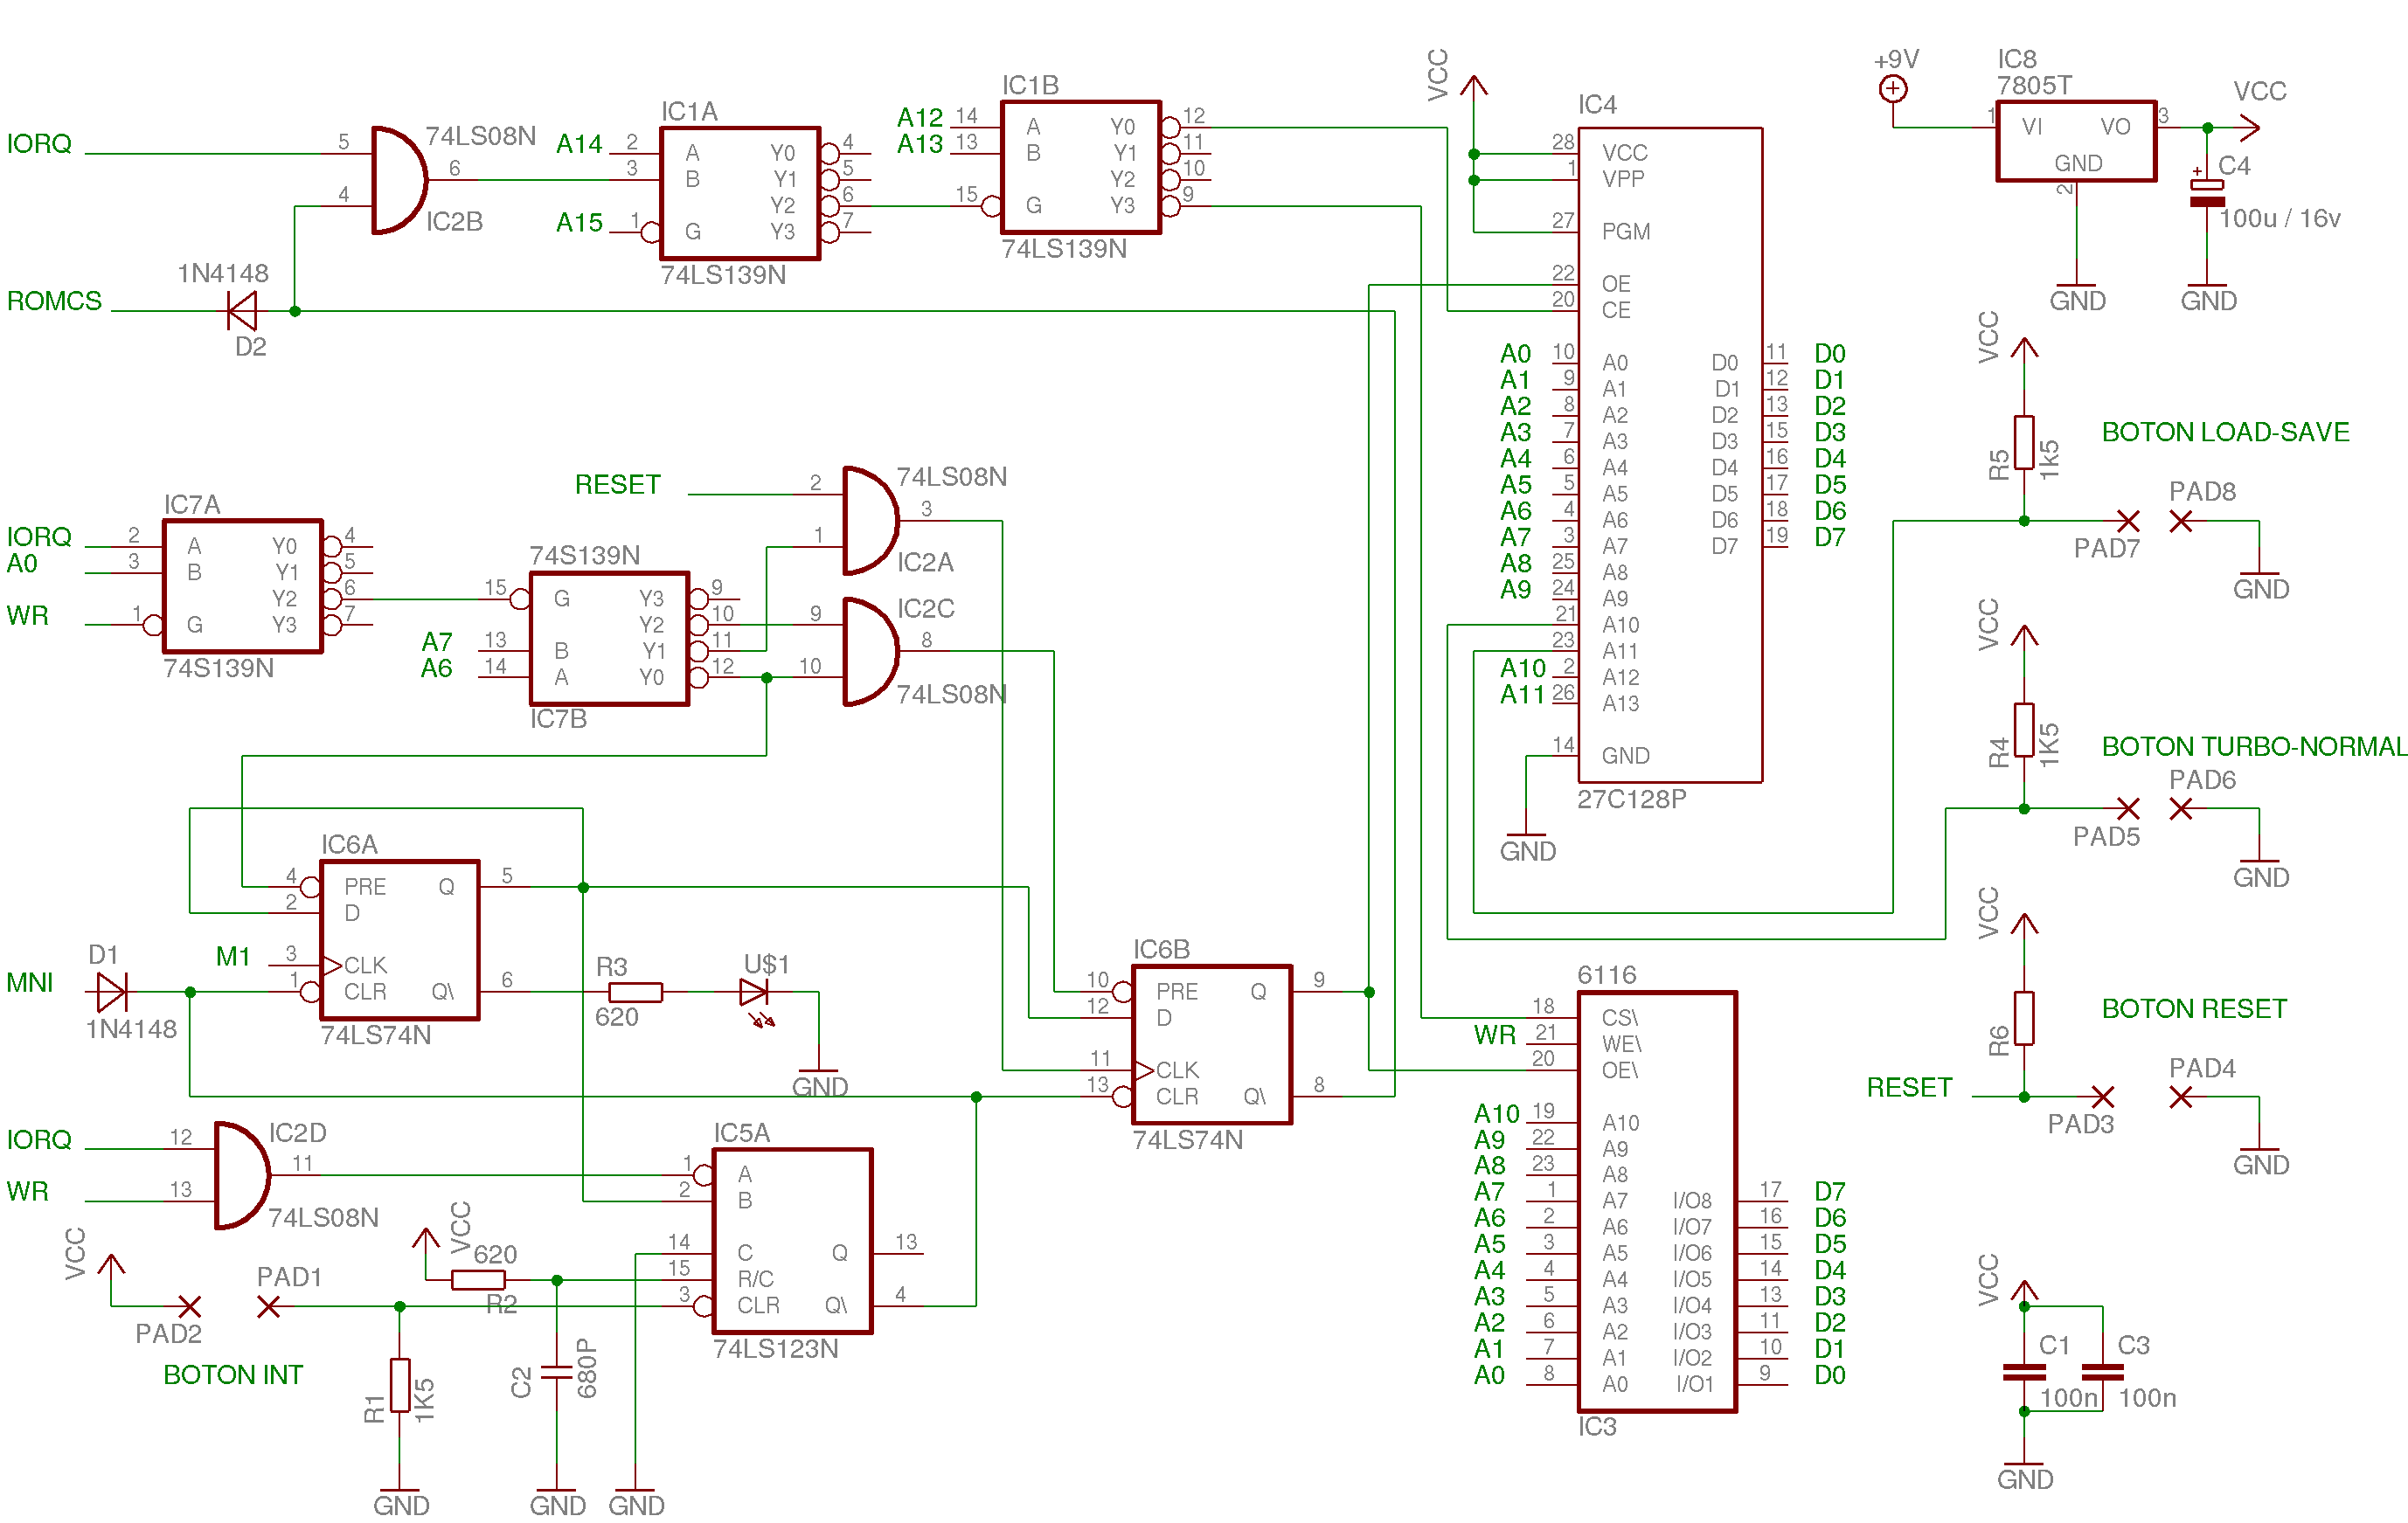 IORQ
5
4
6
74LS08N
IC2B
1N4148
ROMCS
D2
IC1A
A14
2
3
A15
1
A
B
G
Y0
Y1
Y2
Y3
4
5
6
7
74LS139N
IC1B
A12
14
A13
13
15
A
B
G
Y0
Y1
Y2
Y3
12
11
10
9
74LS139N
VCC
IC4
28 VCC
1 VPP
27 PGM
22 OE
20 CE
A0 10 A0 D0 11 D0
A1 9 A1 D1 12 D1
A2 8 A2 D2 13 D2
A3 7 A3 D3 15 D3
A4 6 A4 D4 16 D4
A5 5 A5 D5 17 D5
A6 4 A6 D6 18 D6
A7 3 A7 D7 19 D7
A8 25 A8
A9 24 A9
21 A10
23 A11
A10 2 A12
A11 26 A13
14 GND
27C128P
GND
+9V
IC8
7805T
1
VI
VO
GND
2
3
VCC
+
C4
100u / 16v
GND
GND
VCC
R5
1k5
BOTON LOAD-SAVE
PAD8
PAD7
GND
VCC
R4
1K5
BOTON TURBO-NORMAL
PAD6
PAD5
GND
VCC
R6
BOTON RESET
RESET
PAD4
PAD3
GND
IC7A
IORQ
2
A0
3
WR
1
A
B
G
Y0
Y1
Y2
Y3
4
5
6
7
74S139N
74S139N
15
A7
13
A6
14
G
B
A
Y3
Y2
Y1
Y0
9
10
11
12
IC7B
RESET
2
1
3
74LS08N
IC2A
IC2C
9
10
8
74LS08N
IC6A
4
2
M1
3
1
PRE
D
CLK
CLR
Q
Q\
5
6
74LS74N
MNI
D1
1N4148
R3
620
U$1
GND
IC6B
10
12
11
13
PRE
D
CLK
CLR
Q
Q\
9
8
74LS74N
IORQ
12
WR
13
IC2D
11
74LS08N
IC5A
1
2
14
15
3
A
B
C
R/C
CLR
Q
Q\
13
4
74LS123N
VCC
PAD2
PAD1
BOTON INT
VCC
620
R2
R1
1K5
C2
680P
GND
GND
GND
6116
18 CS\
WR 21 WE\
20 OE\
A10 19 A10
A9 22 A9
A8 23 A8
A7 1 A7 I/O8 17 D7
A6 2 A6 I/O7 16 D6
A5 3 A5 I/O6 15 D5
A4 4 A4 I/O5 14 D4
A3 5 A3 I/O4 13 D3
A2 6 A2 I/O3 11 D2
A1 7 A1 I/O2 10 D1
A0 8 A0 I/O1 9 D0
IC3
VCC
C1
C3
100n
100n
GND